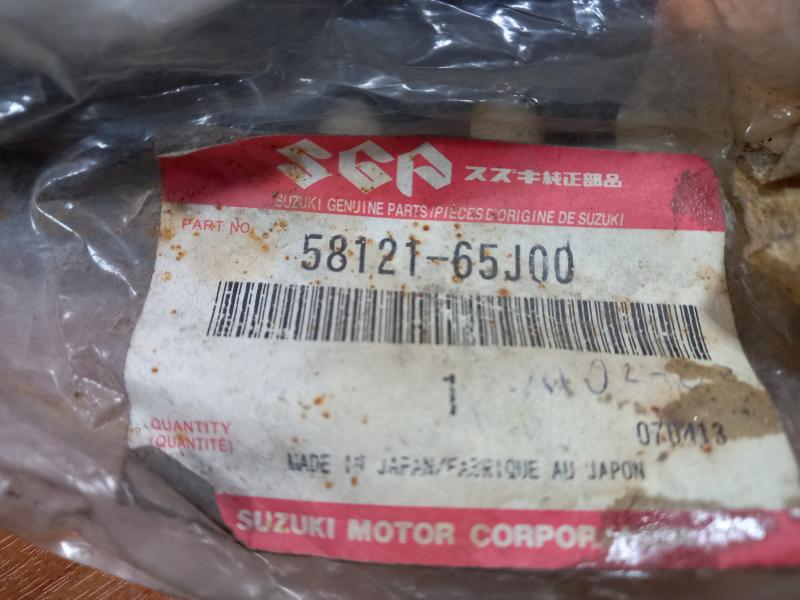 SGP スズキ純正部品
SUZUKI GENUINE PARTS/PIÈCES D'ORIGINE DE SUZUKI
PART NO.
58121-65J00
1
QUANTITY
(QUANTITÉ)
070413
MADE IN JAPAN/FABRIQUE AU JAPON
SUZUKI MOTOR